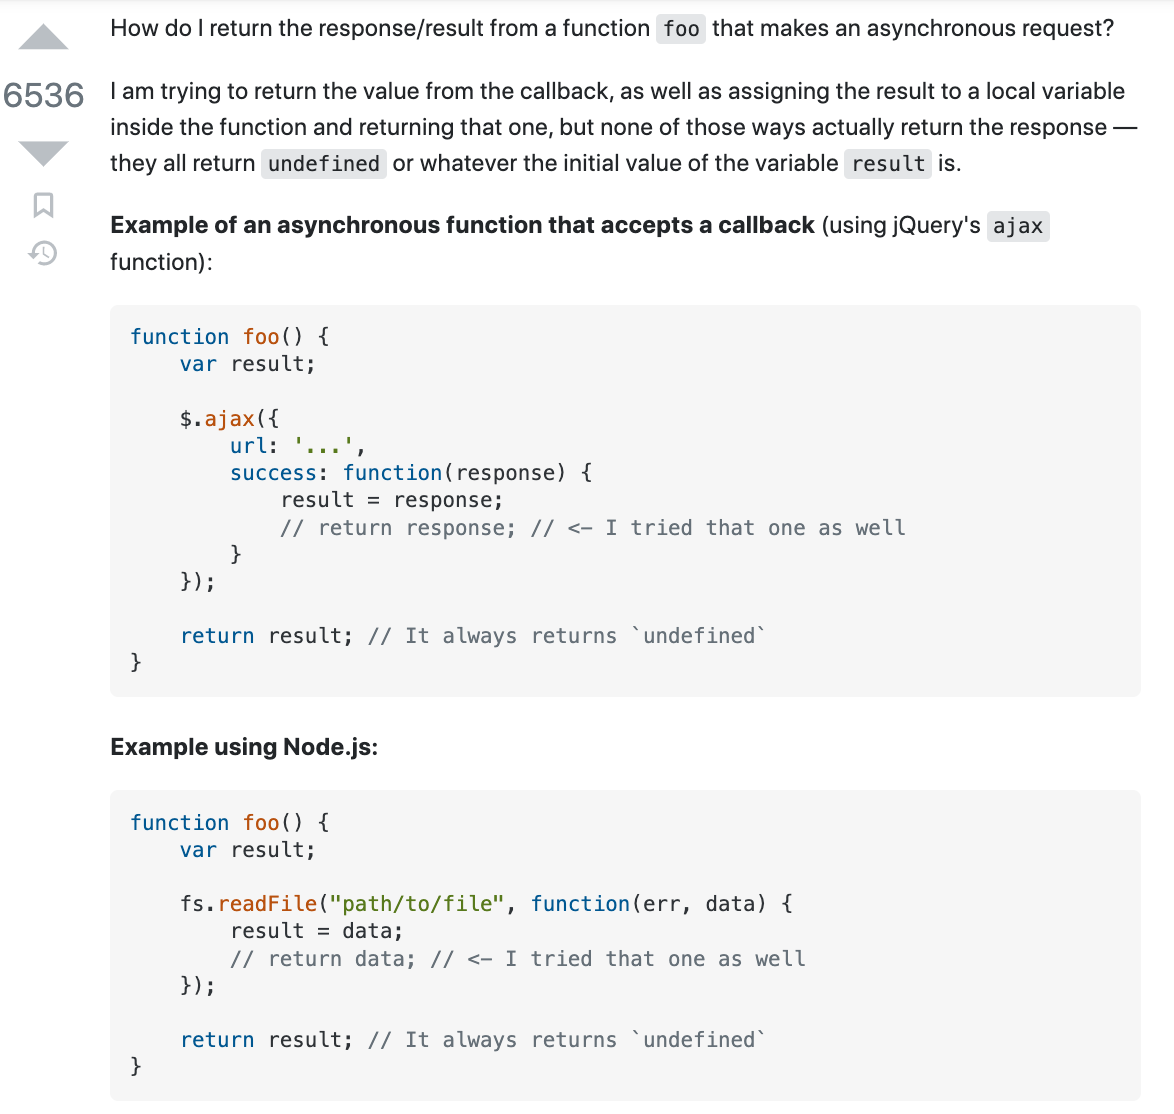 How do I return the response/result from a function foo that makes an asynchronous request?
6536
I am trying to return the value from the callback, as well as assigning the result to a local variable
inside the function and returning that one, but none of those ways actually return the response —
they all return undefined or whatever the initial value of the variable result is.
Example of an asynchronous function that accepts a callback (using jQuery's ajax
function):
function foo() {
    var result;

    $.ajax({
        url: '...',
        success: function(response) {
            result = response;
            // return response; // <- I tried that one as well
        }
    });

    return result; // It always returns `undefined`
}
Example using Node.js:
function foo() {
    var result;

    fs.readFile("path/to/file", function(err, data) {
        result = data;
        // return data; // <- I tried that one as well
    });

    return result; // It always returns `undefined`
}